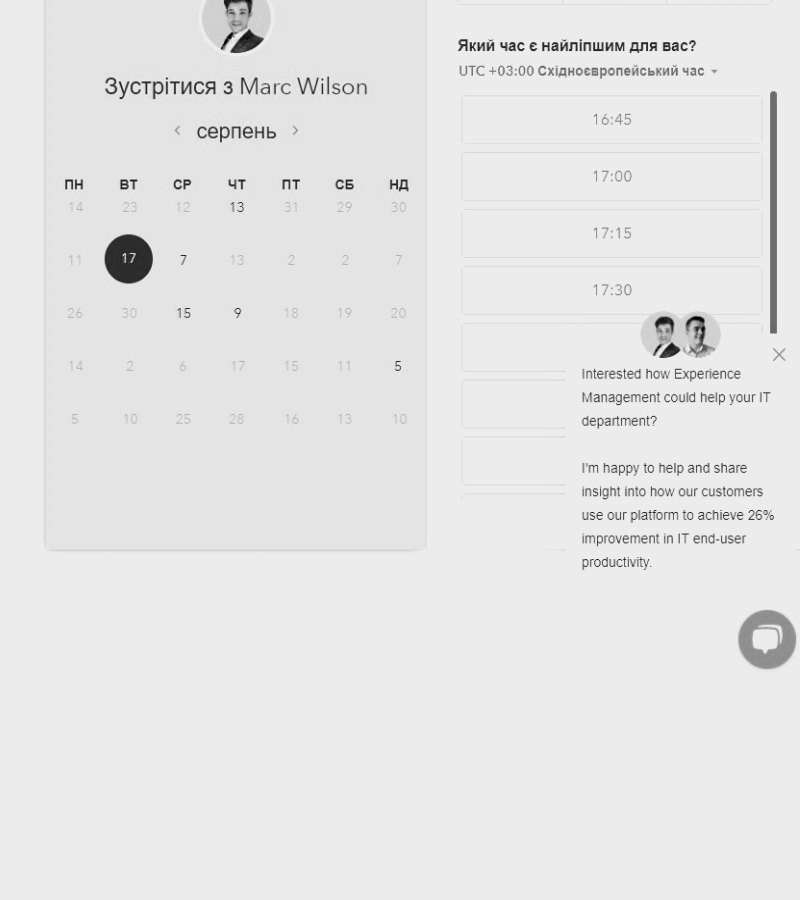 Зустрітися з Marc Wilson
серпень
ПН ВТ СР ЧТ ПТ СБ НД
14 23 12 13 31 29 30
11 17 7 13 2 2 7
26 30 15 9 18 19 20
14 2 6 17 15 11 5
5 10 25 28 16 13 10
Який час є найліпшим для вас?
UTC +03:00 Східноєвропейський час
16:45
17:00
17:15
17:30
Interested how Experience
Management could help your IT
department?
I'm happy to help and share
insight into how our customers
use our platform to achieve 26%
improvement in IT end-user
productivity.